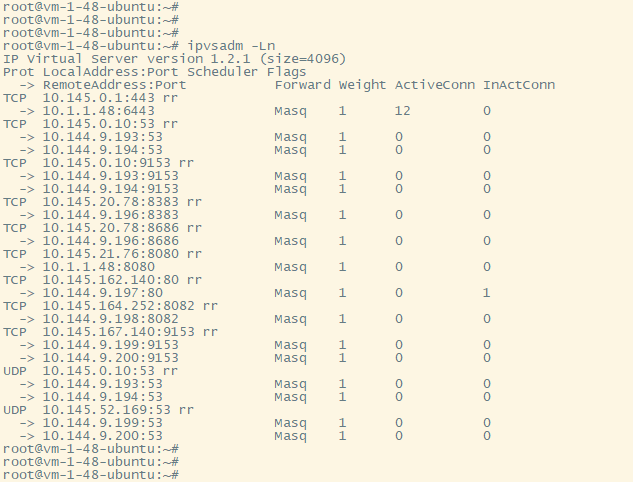 root@vm-1-48-ubuntu:~#
root@vm-1-48-ubuntu:~#
root@vm-1-48-ubuntu:~#
root@vm-1-48-ubuntu:~# ipvsadm -Ln
IP Virtual Server version 1.2.1 (size=4096)
Prot LocalAddress:Port Scheduler Flags
  -> RemoteAddress:Port           Forward Weight ActiveConn InActConn
TCP  10.145.0.1:443 rr
  -> 10.1.1.48:6443               Masq    1      12         0
TCP  10.145.0.10:53 rr
  -> 10.144.9.193:53              Masq    1      0          0
  -> 10.144.9.194:53              Masq    1      0          0
TCP  10.145.0.10:9153 rr
  -> 10.144.9.193:9153            Masq    1      0          0
  -> 10.144.9.194:9153            Masq    1      0          0
TCP  10.145.20.78:8383 rr
  -> 10.144.9.196:8383            Masq    1      0          0
TCP  10.145.20.78:8686 rr
  -> 10.144.9.196:8686            Masq    1      0          0
TCP  10.145.21.76:8080 rr
  -> 10.1.1.48:8080               Masq    1      0          0
TCP  10.145.162.140:80 rr
  -> 10.144.9.197:80              Masq    1      0          1
TCP  10.145.164.252:8082 rr
  -> 10.144.9.198:8082            Masq    1      0          0
TCP  10.145.167.140:9153 rr
  -> 10.144.9.199:9153            Masq    1      0          0
  -> 10.144.9.200:9153            Masq    1      0          0
UDP  10.145.0.10:53 rr
  -> 10.144.9.193:53              Masq    1      0          0
  -> 10.144.9.194:53              Masq    1      0          0
UDP  10.145.52.169:53 rr
  -> 10.144.9.199:53              Masq    1      0          0
  -> 10.144.9.200:53              Masq    1      0          0
root@vm-1-48-ubuntu:~#
root@vm-1-48-ubuntu:~#
root@vm-1-48-ubuntu:~#